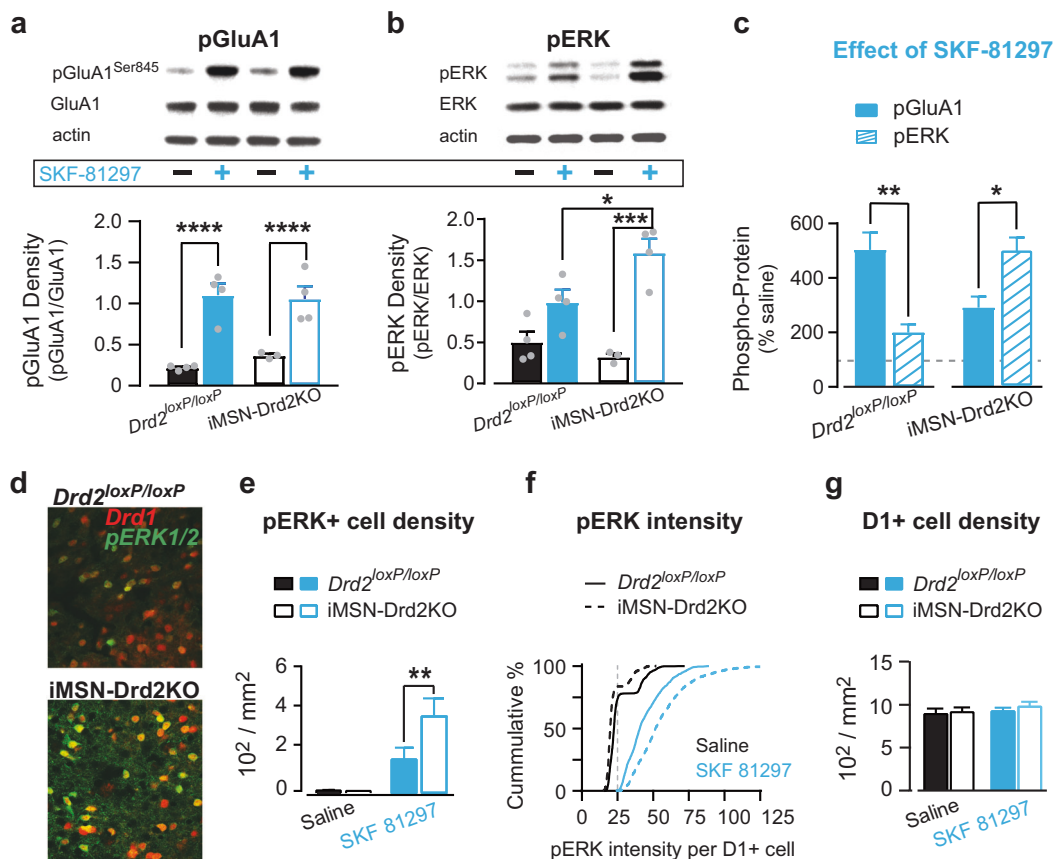 a
pGluA1
pGluA1Ser845
GluA1
actin
SKF-81297
− + − +
− + − +
pGluA1 Density
(pGluA1/GluA1)
2.0
1.5
1.0
0.5
0
****
****
Drd2loxP/loxP
iMSN-Drd2KO
b
pERK
pERK
ERK
actin
pERK Density
(pERK/ERK)
2.0
1.5
1.0
0.5
0
*
***
Drd2loxP/loxP
iMSN-Drd2KO
c
Effect of SKF-81297
pGluA1
pERK
Phospho-Protein
(% saline)
600
400
200
0
**
*
Drd2loxP/loxP
iMSN-Drd2KO
d
Drd2loxP/loxP
Drd1
pERK1/2
iMSN-Drd2KO
e
pERK+ cell density
Drd2loxP/loxP
iMSN-Drd2KO
102 / mm2
6
4
2
0
**
Saline
SKF 81297
f
pERK intensity
Drd2loxP/loxP
iMSN-Drd2KO
Cummulative %
100
50
0
Saline
SKF 81297
0 25 50 75 100 125
pERK intensity per D1+ cell
g
D1+ cell density
Drd2loxP/loxP
iMSN-Drd2KO
102 / mm2
15
10
5
0
Saline
SKF 81297